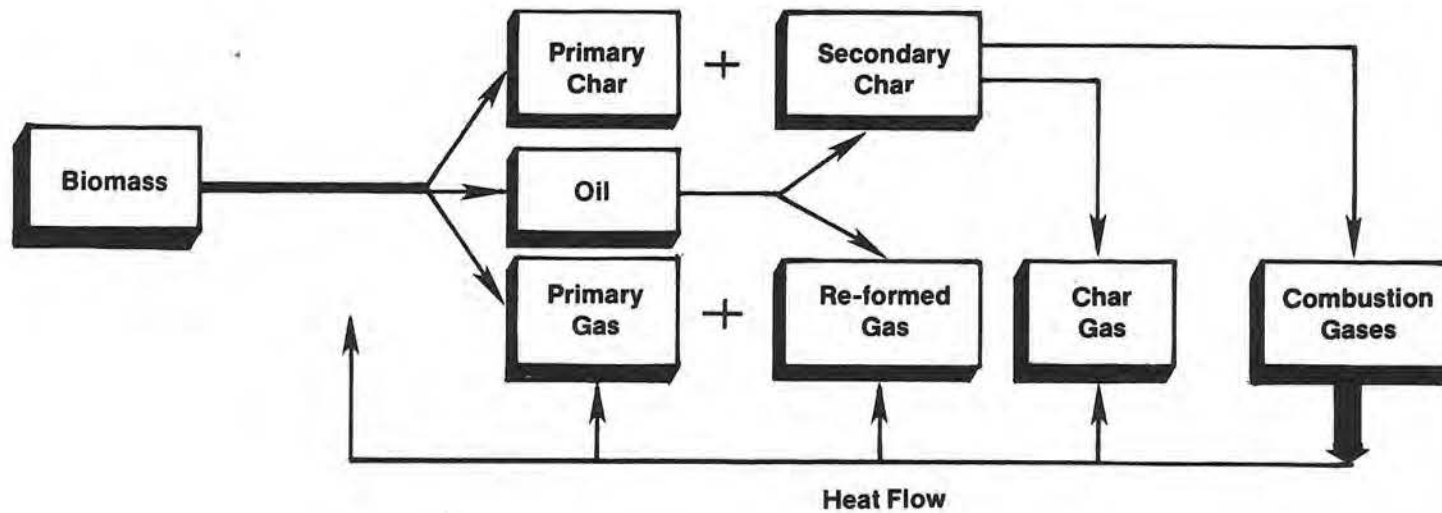 Primary
Char
+
Secondary
Char
Biomass
Oil
Primary
Gas
+
Re-formed
Gas
Char
Gas
Combustion
Gases
Heat Flow